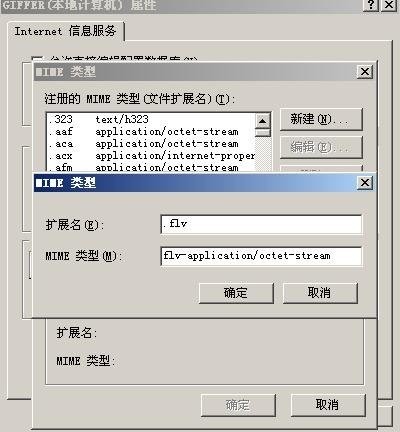 GIFFER(本地计算机) 属性
Internet 信息服务
MIME 类型
注册的 MIME 类型(文件扩展名)(T):
.323 text/h323
.aaf application/octet-stream
.aca application/octet-stream
.acx application/internet-proper
.afm application/octet-stream
新建(N)...
编辑(E)...
MIME 类型
扩展名(E):
.flv
MIME 类型(M):
flv-application/octet-stream
确定
取消
扩展名:
MIME 类型:
确定
取消